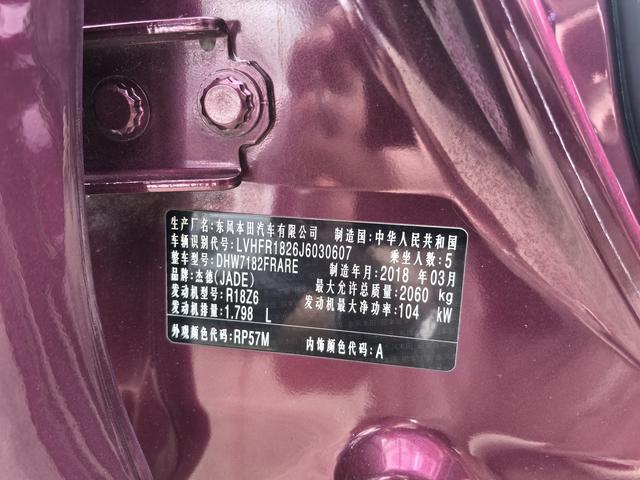 生产厂名:东风本田汽车有限公司 制造国:中华人民共和国
车辆识别代号:LVHFR1826J6030607 乘坐人数:5
整车型号:DHW7182FRARE 制造年月:2018 年03月
品牌:杰德(JADE) 最大允许总质量:2060 kg
发动机型号:R18Z6 发动机最大净功率:104 kW
发动机排量:1.798 L
外观颜色代码:RP57M 内饰颜色代码:A